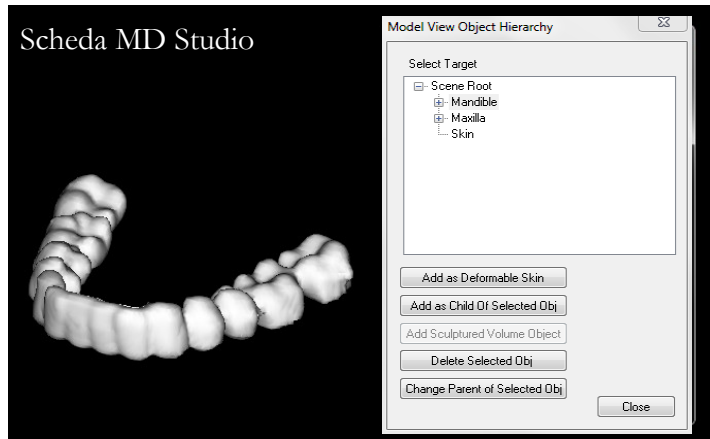 Scheda MD Studio
Model View Object Hierarchy
Select Target
Scene Root
Mandible
Maxilla
Skin
Add as Deformable Skin
Add as Child Of Selected Obj
Add Sculptured Volume Object
Delete Selected Obj
Change Parent of Selected Obj
Close